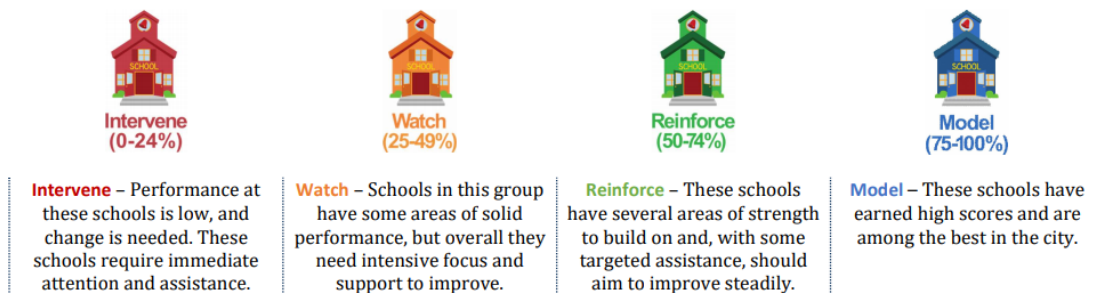 SCHOOL
SCHOOL
SCHOOL
SCHOOL
Intervene
(0-24%)
Watch
(25-49%)
Reinforce
(50-74%)
Model
(75-100%)
Intervene – Performance at
these schools is low, and
change is needed. These
schools require immediate
attention and assistance.
Watch – Schools in this group
have some areas of solid
performance, but overall they
need intensive focus and
support to improve.
Reinforce – These schools
have several areas of strength
to build on and, with some
targeted assistance, should
aim to improve steadily.
Model – These schools have
earned high scores and are
among the best in the city.